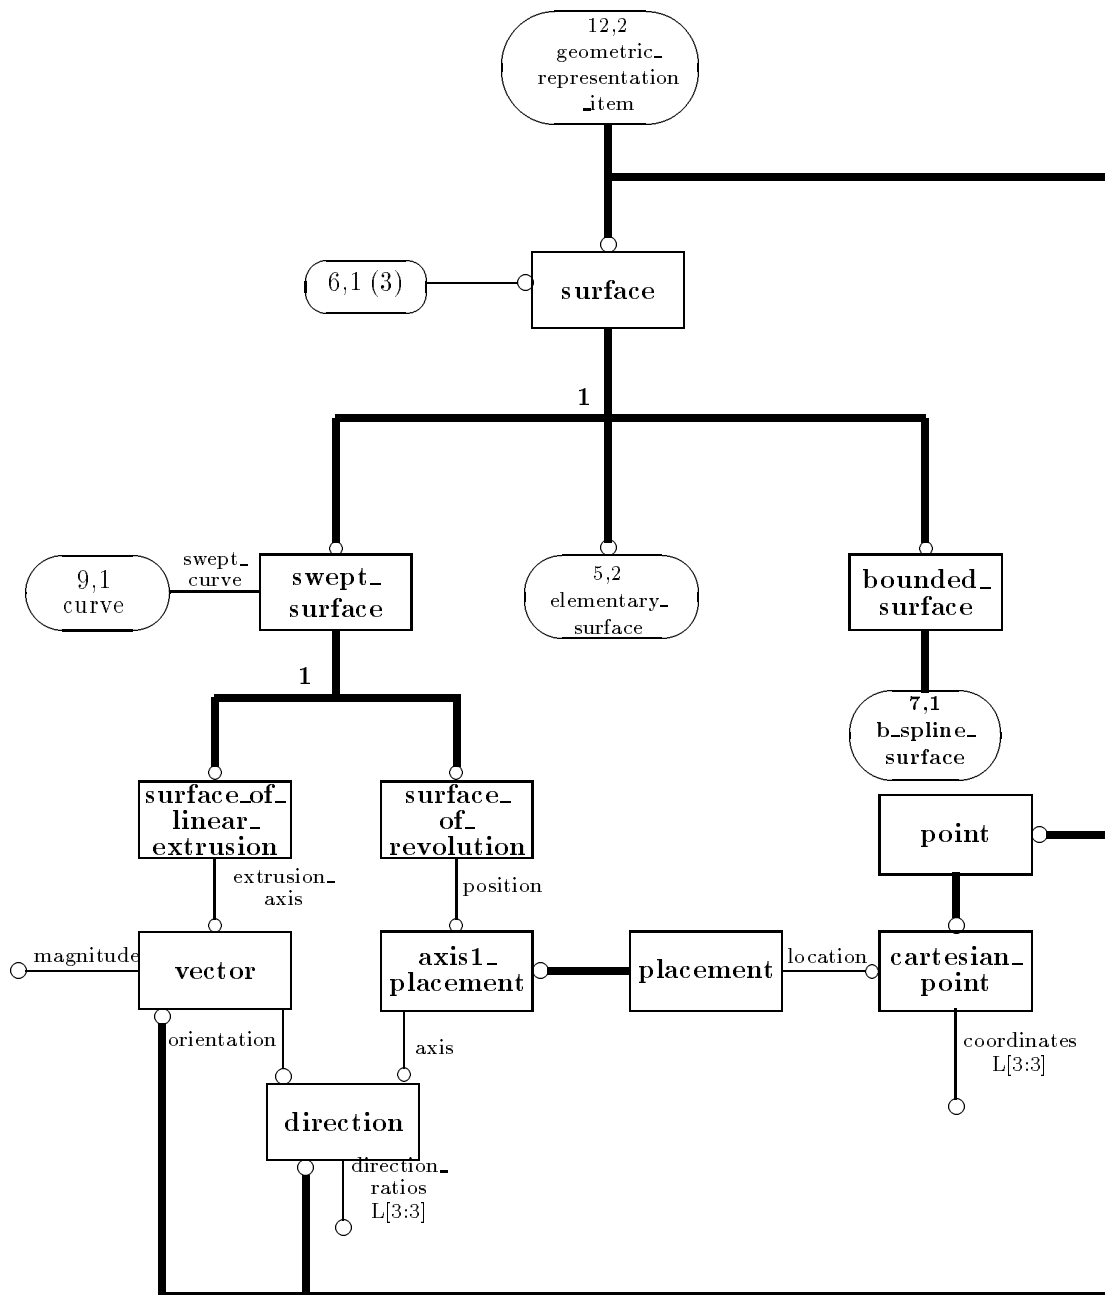 12,2
geometric_
representation
_item
6,1 (3)
surface
1
9,1
curve
swept_
curve
swept_
surface
5,2
elementary_
surface
bounded_
surface
1
7,1
b_spline_
surface
surface_of_
linear_
extrusion
surface_
of_
revolution
point
extrusion_
axis
position
magnitude
vector
axis1_
placement
placement
location
cartesian_
point
orientation
axis
coordinates
L[3:3]
direction
direction_
ratios
L[3:3]